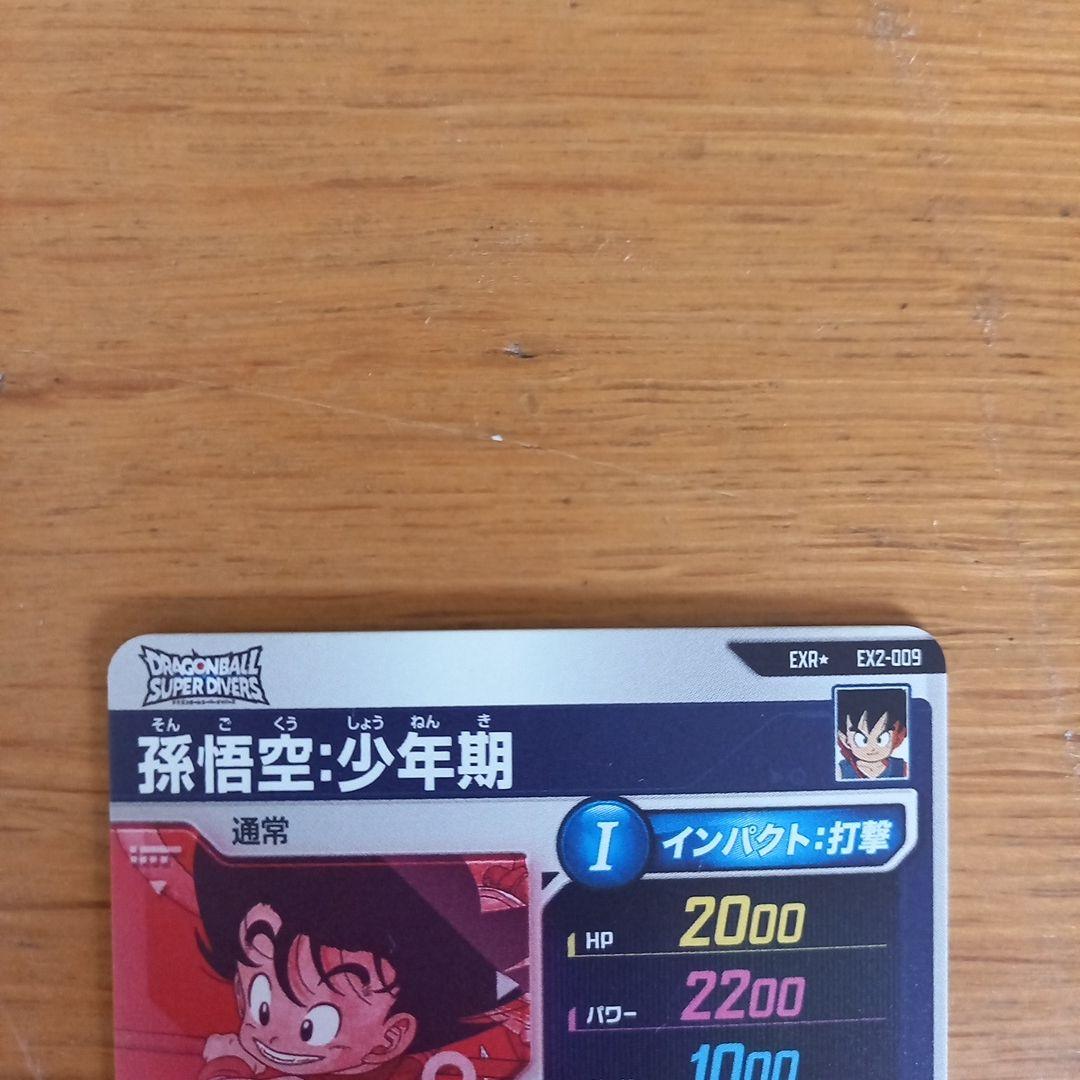 DRAGONBALL
SUPER DIVERS
EXR★ EX2-009
そん ご くう しょう ねん き
孫悟空:少年期
通常
I インパクト:打撃
HP 2000
パワー 2200
1000